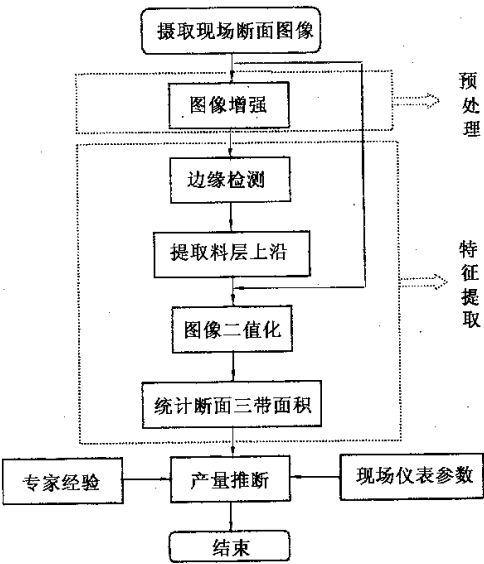 摄取现场断面图像
图像增强
预处理
边缘检测
提取料层上沿
特征提取
图像二值化
统计断面三带面积
专家经验
产量推断
现场仪表参数
结束